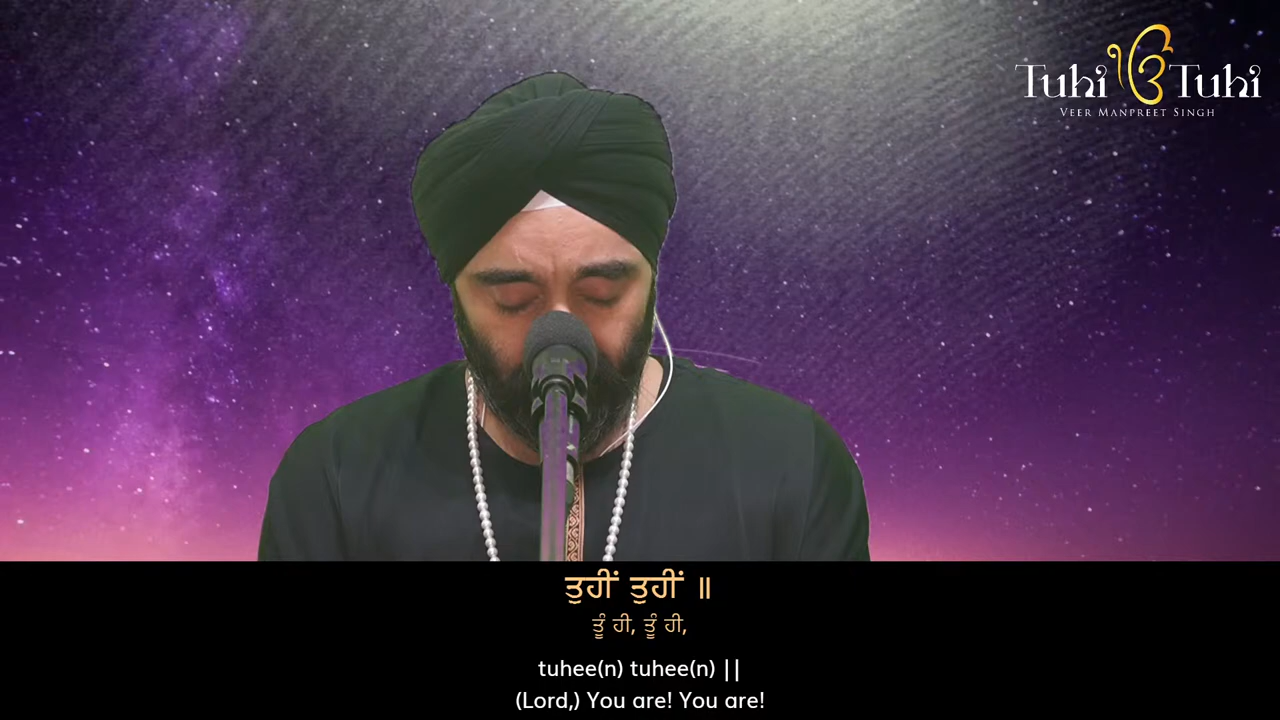 Tuhi ੴ Tuhi
Veer Manpreet Singh
ਤੁਹੀਂ ਤੁਹੀਂ ॥
ਤੂੰ ਹੀ, ਤੂੰ ਹੀ,
tuhee(n) tuhee(n) ||
(Lord,) You are! You are!